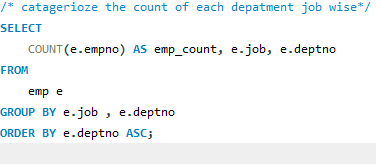 /* catagerioze the count of each depatment job wise*/
SELECT
COUNT(e.empno) AS emp_count, e.job, e.deptno
FROM
emp e
GROUP BY e.job , e.deptno
ORDER BY e.deptno ASC;